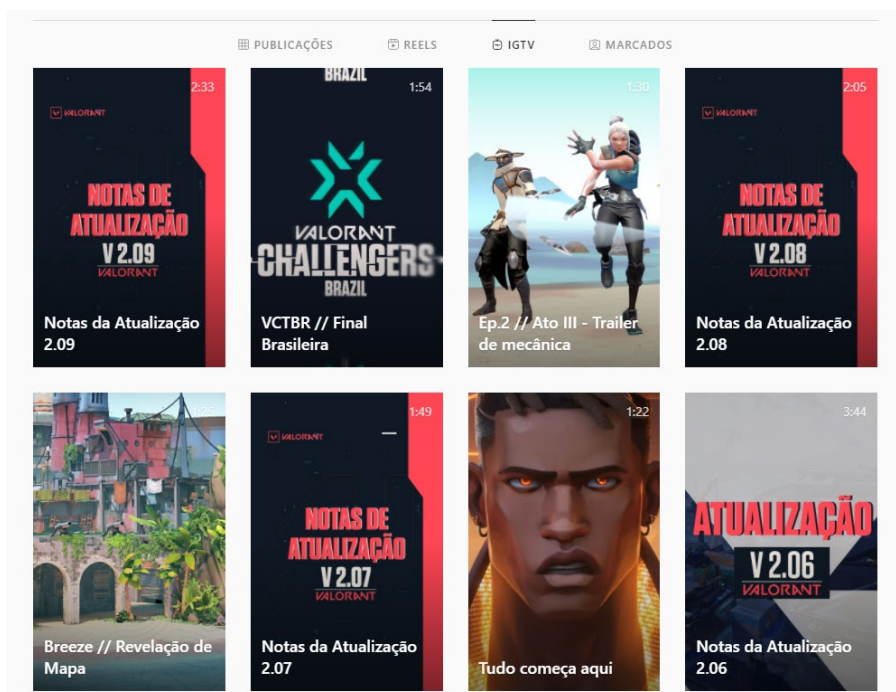 PUBLICAÇÕES REELS IGTV MARCADOS
2:33
VALORANT
NOTAS DE
ATUALIZAÇÃO
V 2.09
VALORANT
Notas da Atualização
2.09
BRAZIL
1:54
VALORANT
CHALLENGERS
BRAZIL
VCTBR // Final
Brasileira
1:30
Ep.2 // Ato III - Trailer
de mecânica
2:05
VALORANT
NOTAS DE
ATUALIZAÇÃO
V 2.08
VALORANT
Notas da Atualização
2.08
Breeze // Revelação de
Mapa
1:49
VALORANT
NOTAS DE
ATUALIZAÇÃO
V 2.07
VALORANT
Notas da Atualização
2.07
1:22
Tudo começa aqui
3:44
ATUALIZAÇÃO
V 2.06
VALORANT
Notas da Atualização
2.06